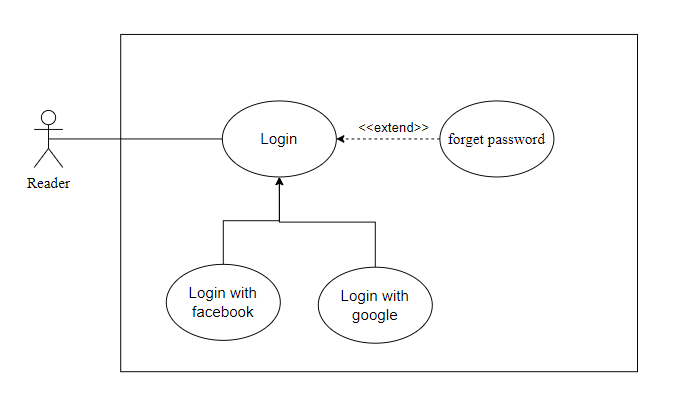 <<extend>>
Login
forget password
Reader
Login with
facebook
Login with
google